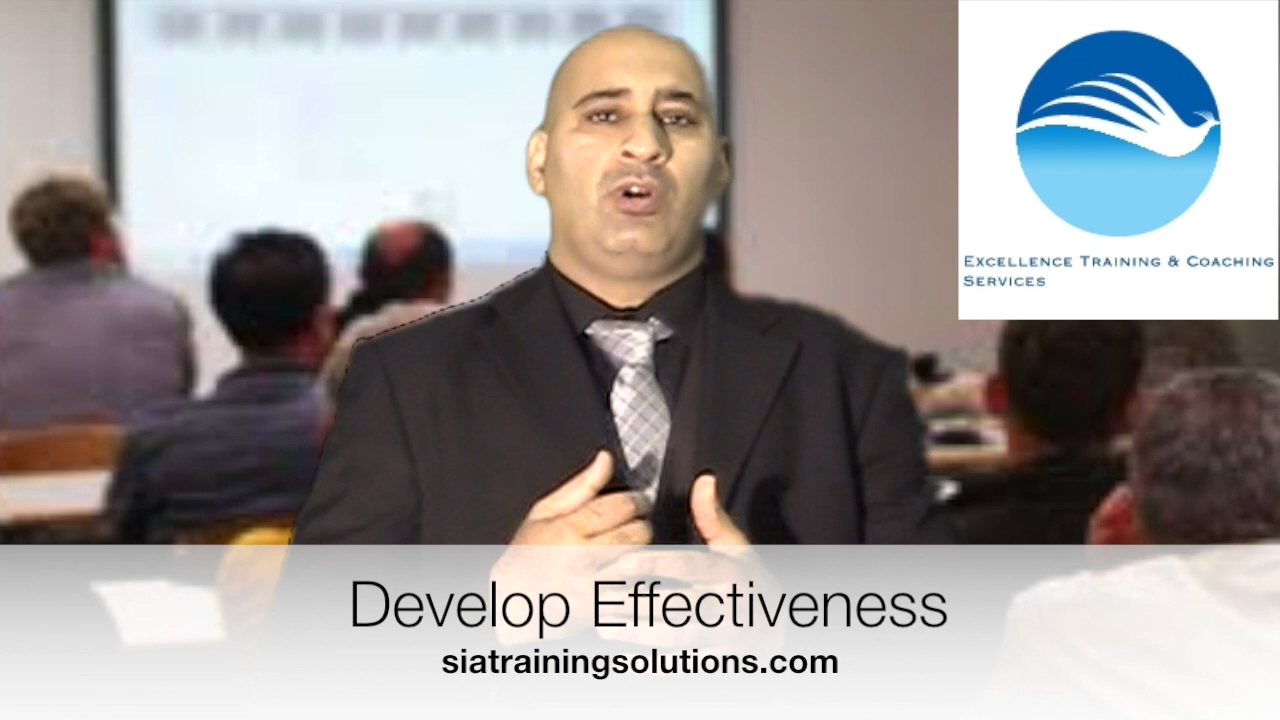 EXCELLENCE TRAINING & COACHING
SERVICES
Develop Effectiveness
siatrainingsolutions.com